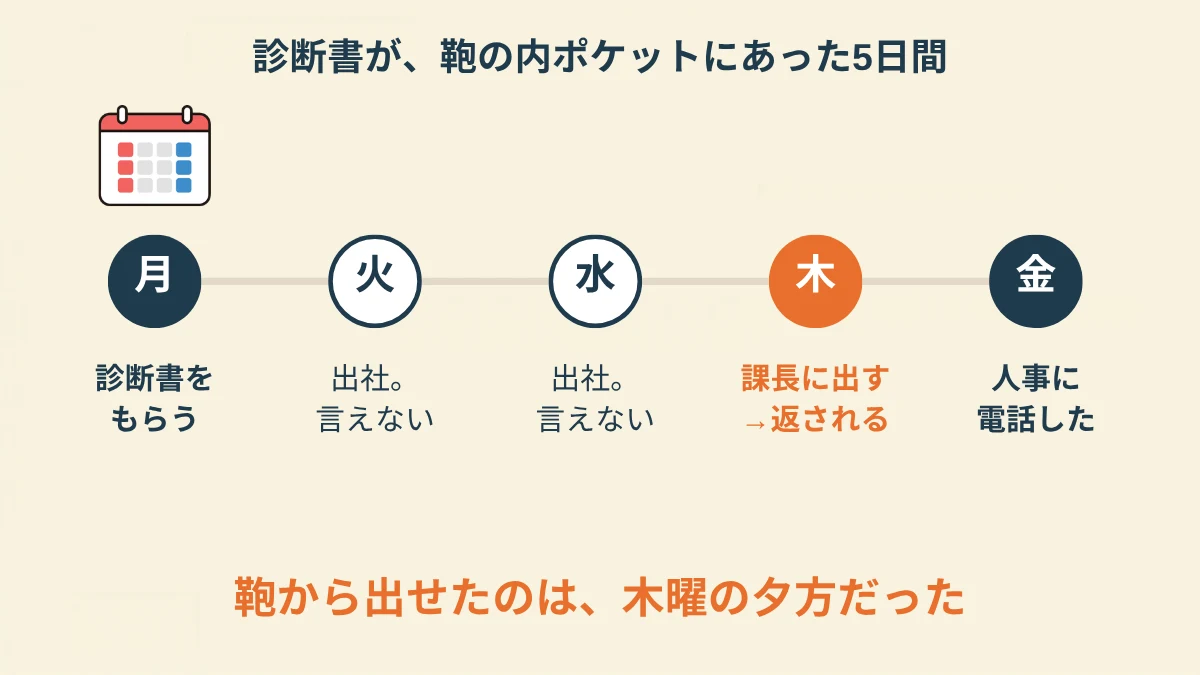 診断書が、鞄の内ポケットにあった5日間
月
火
水
木
金
診断書を
もらう
出社。
言えない
出社。
言えない
課長に出す
→返される
人事に
電話した
鞄から出せたのは、木曜の夕方だった